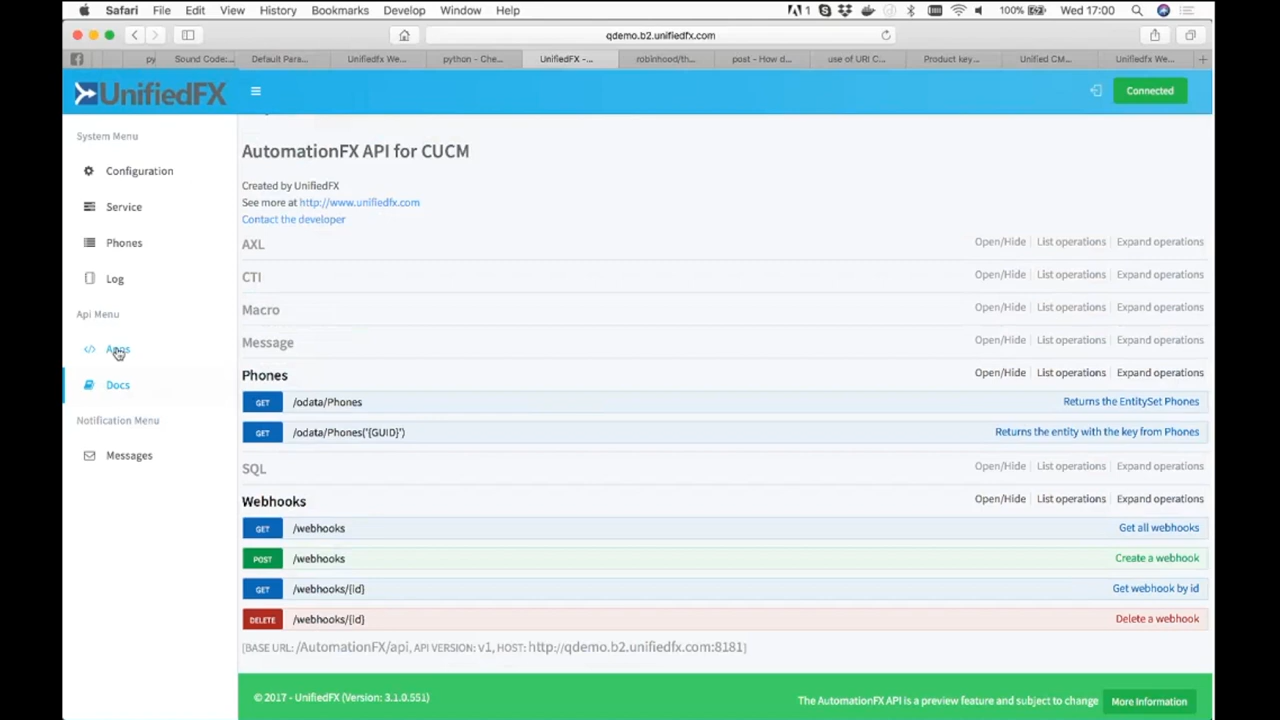 Safari File Edit View History Bookmarks Develop Window Help 1 100% Wed 17:00
qdemo.b2.unifiedfx.com
py Sound Code:... Default Para... Unifiedfx We... python - Che... UnifiedFX -... robinhood/th... post - How d... use of URI C... Product key... Unified CM... Unifiedfx We...
UnifiedFX Connected
System Menu
Configuration
Service
Phones
Log
Api Menu
Apps
Docs
Notification Menu
Messages
AutomationFX API for CUCM
Created by UnifiedFX
See more at http://www.unifiedfx.com
Contact the developer
AXL Open/Hide List operations Expand operations
CTI Open/Hide List operations Expand operations
Macro Open/Hide List operations Expand operations
Message Open/Hide List operations Expand operations
Phones Open/Hide List operations Expand operations
GET /odata/Phones Returns the EntitySet Phones
GET /odata/Phones('{GUID}') Returns the entity with the key from Phones
SQL Open/Hide List operations Expand operations
Webhooks Open/Hide List operations Expand operations
GET /webhooks Get all webhooks
POST /webhooks Create a webhook
GET /webhooks/{id} Get webhook by id
DELETE /webhooks/{id} Delete a webhook
[BASE URL: /AutomationFX/api, API VERSION: v1, HOST: http://qdemo.b2.unifiedfx.com:8181]
© 2017 - UnifiedFX (Version: 3.1.0.551) The AutomationFX API is a preview feature and subject to change More Information